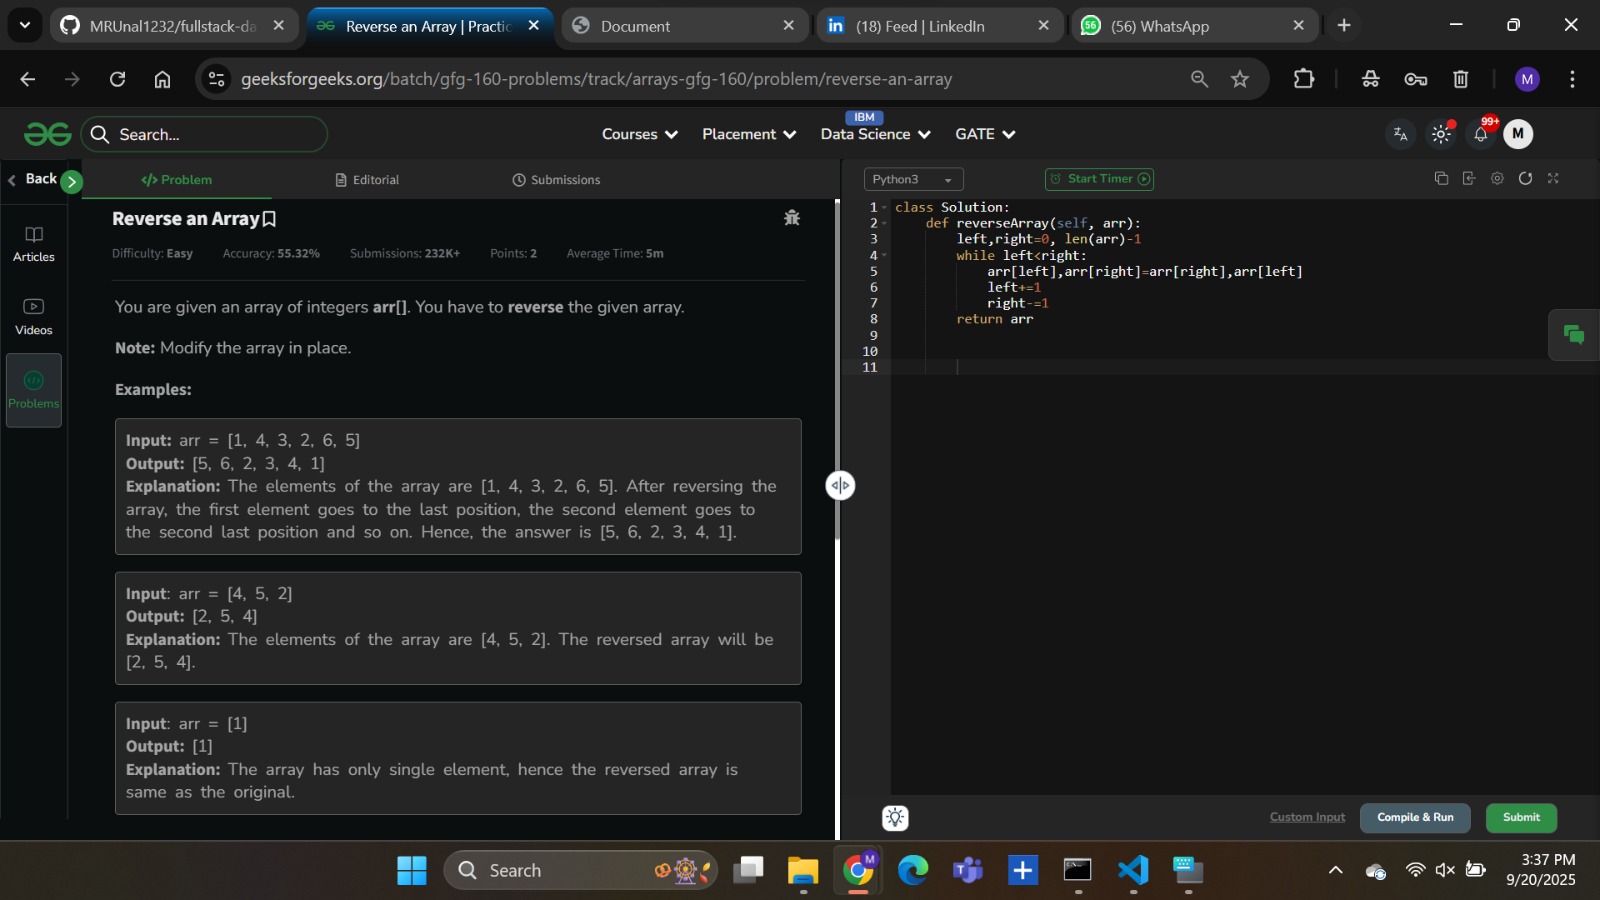 MRUnal1232/fullstack-da
Reverse an Array | Practic
Document
(18) Feed | LinkedIn
(56) WhatsApp
geeksforgeeks.org/batch/gfg-160-problems/track/arrays-gfg-160/problem/reverse-an-array
M
Search...
Courses
Placement
IBM
Data Science
GATE
99+
M
Back
Problem
Editorial
Submissions
Python3
Start Timer
Articles
Videos
Problems
Reverse an Array
Difficulty: Easy
Accuracy: 55.32%
Submissions: 232K+
Points: 2
Average Time: 5m
You are given an array of integers arr[]. You have to reverse the given array.
Note: Modify the array in place.
Examples:
Input: arr = [1, 4, 3, 2, 6, 5]
Output: [5, 6, 2, 3, 4, 1]
Explanation: The elements of the array are [1, 4, 3, 2, 6, 5]. After reversing the
array, the first element goes to the last position, the second element goes to
the second last position and so on. Hence, the answer is [5, 6, 2, 3, 4, 1].
Input: arr = [4, 5, 2]
Output: [2, 5, 4]
Explanation: The elements of the array are [4, 5, 2]. The reversed array will be
[2, 5, 4].
Input: arr = [1]
Output: [1]
Explanation: The array has only single element, hence the reversed array is
same as the original.
1 class Solution:
2     def reverseArray(self, arr):
3         left,right=0, len(arr)-1
4         while left<right:
5             arr[left],arr[right]=arr[right],arr[left]
6             left+=1
7             right-=1
8         return arr
9
10
11
Custom Input
Compile & Run
Submit
Search
3:37 PM
9/20/2025